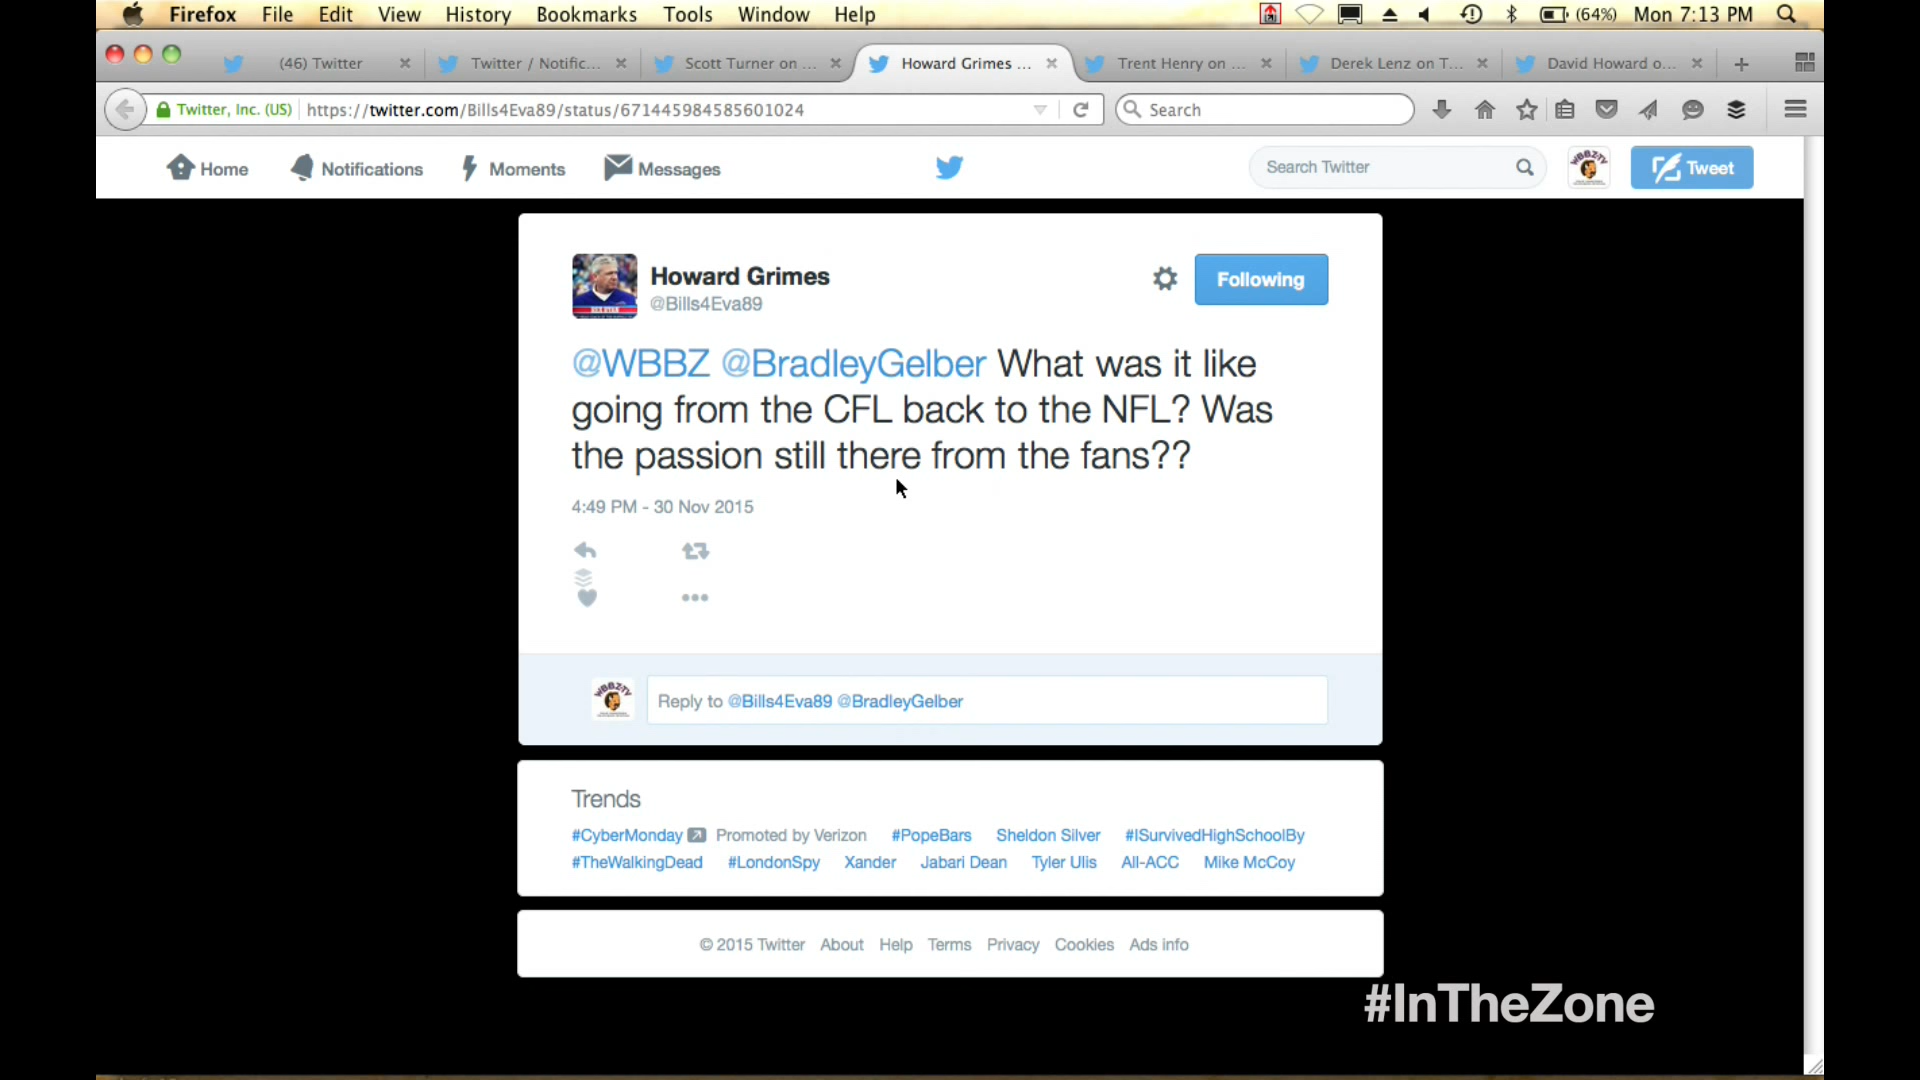 Firefox File Edit View History Bookmarks Tools Window Help (64%) Mon 7:13 PM
(46) Twitter Twitter / Notific... Scott Turner on ... Howard Grimes ... Trent Henry on ... Derek Lenz on T... David Howard o...
Twitter, Inc. (US) https://twitter.com/Bills4Eva89/status/671445984585601024 Search
Home Notifications Moments Messages Search Twitter WBBZ-TV Tweet
Howard Grimes
@Bills4Eva89
Following
@WBBZ @BradleyGelber What was it like
going from the CFL back to the NFL? Was
the passion still there from the fans??
4:49 PM - 30 Nov 2015
WBBZ-TV
Reply to @Bills4Eva89 @BradleyGelber
Trends
#CyberMonday Promoted by Verizon #PopeBars Sheldon Silver #ISurvivedHighSchoolBy
#TheWalkingDead #LondonSpy Xander Jabari Dean Tyler Ulis All-ACC Mike McCoy
© 2015 Twitter About Help Terms Privacy Cookies Ads info
#InTheZone